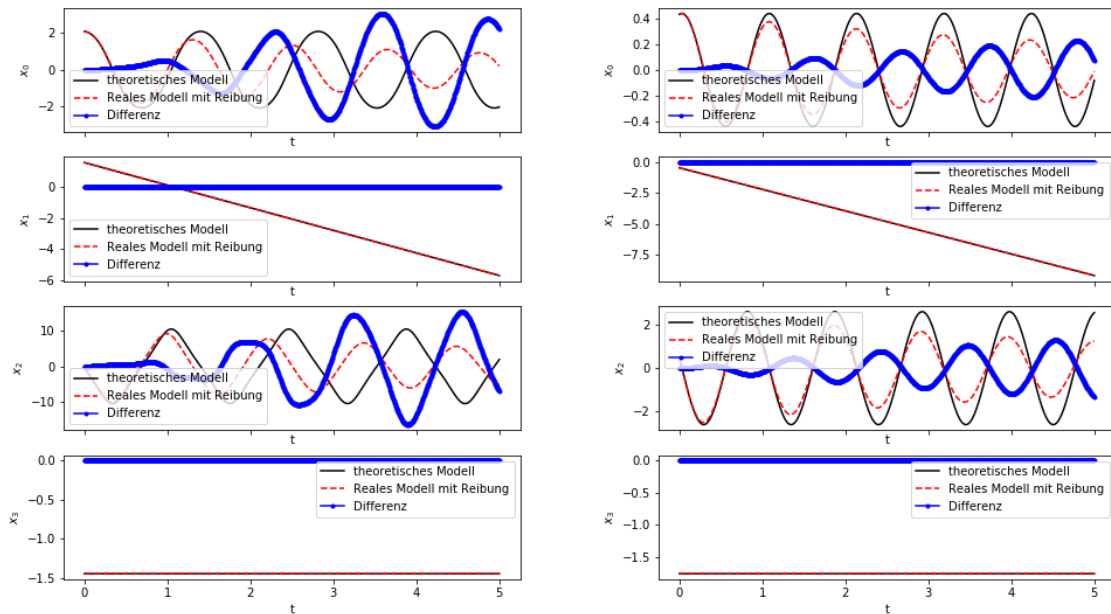 2
0
−2
x₀
theoretisches Modell
Reales Modell mit Reibung
Differenz
t
0
−2
−4
−6
x₁
theoretisches Modell
Reales Modell mit Reibung
Differenz
t
10
0
−10
x₂
theoretisches Modell
Reales Modell mit Reibung
Differenz
t
0.0
−0.5
−1.0
−1.5
x₃
theoretisches Modell
Reales Modell mit Reibung
Differenz
0 1 2 3 4 5
t
0.4
0.2
0.0
−0.2
−0.4
x₀
theoretisches Modell
Reales Modell mit Reibung
Differenz
t
0.0
−2.5
−5.0
−7.5
x₁
theoretisches Modell
Reales Modell mit Reibung
Differenz
t
2
0
−2
x₂
theoretisches Modell
Reales Modell mit Reibung
Differenz
t
0.0
−0.5
−1.0
−1.5
x₃
theoretisches Modell
Reales Modell mit Reibung
Differenz
0 1 2 3 4 5
t